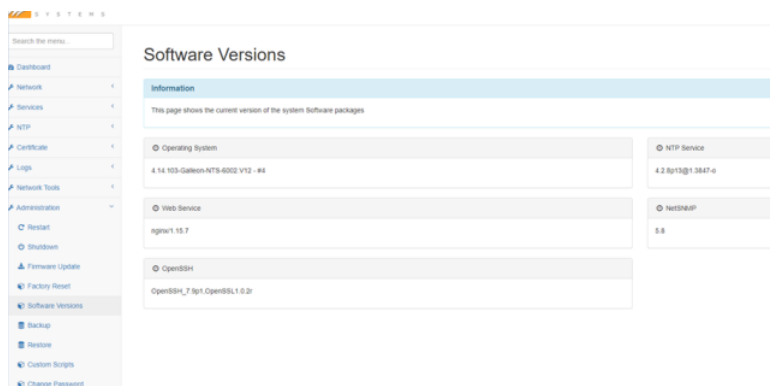 SYSTEMS
Search the menu...
Dashboard
Network
Services
NTP
Certificate
Logs
Network Tools
Administration
Restart
Shutdown
Firmware Update
Factory Reset
Software Versions
Backup
Restore
Custom Scripts
Change Password
Software Versions
Information
This page shows the current version of the system Software packages
Operating System
4.14.103-Galleon-NTS-6002 V12 - #4
NTP Service
4.2.8p13@1.3847-o
Web Service
nginx/1.15.7
NetSNMP
5.8
OpenSSH
OpenSSH_7.9p1,OpenSSL1.0.2r